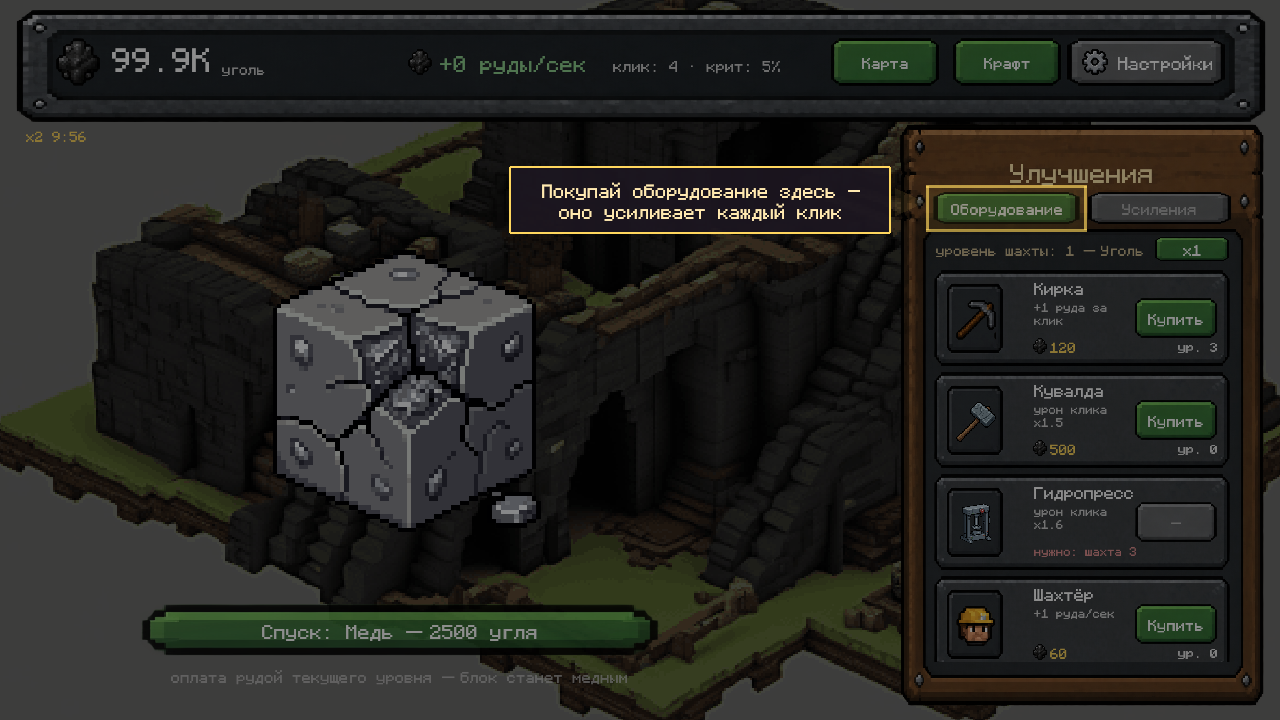 99.9K уголь
+0 руды/сек
клик: 4 · крит: 5%
Карта
Крафт
Настройки
x2 9:56
Покупай оборудование здесь —
оно усиливает каждый клик
Улучшения
Оборудование
Усиления
уровень шахты: 1 — Уголь
x1
Кирка
+1 руда за
клик
120
Купить
ур. 3
Кувалда
урон клика
x1.5
500
Купить
ур. 0
Гидропресс
урон клика
x1.6
нужно: шахта 3
—
Шахтёр
+1 руда/сек
60
Купить
ур. 0
Спуск: Медь — 2500 угля
оплата рудой текущего уровня — блок станет медным